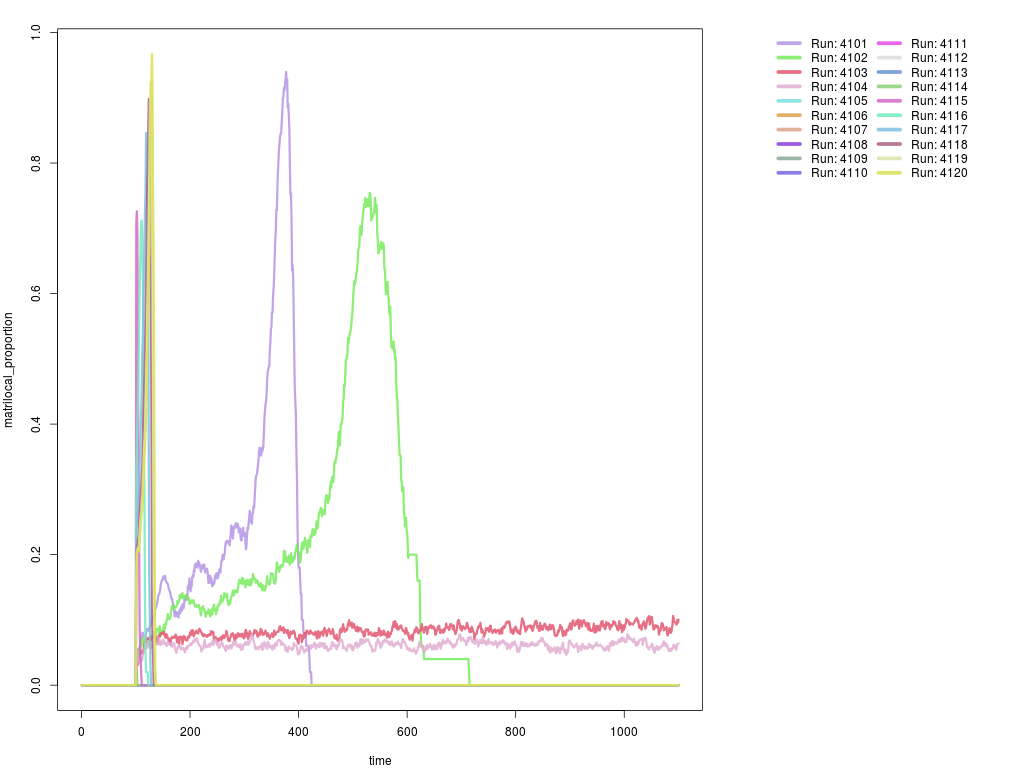 1.0
0.8
0.6
0.4
0.2
0.0
matrilocal_proportion
0
200
400
600
800
1000
time
Run: 4101
Run: 4102
Run: 4103
Run: 4104
Run: 4105
Run: 4106
Run: 4107
Run: 4108
Run: 4109
Run: 4110
Run: 4111
Run: 4112
Run: 4113
Run: 4114
Run: 4115
Run: 4116
Run: 4117
Run: 4118
Run: 4119
Run: 4120